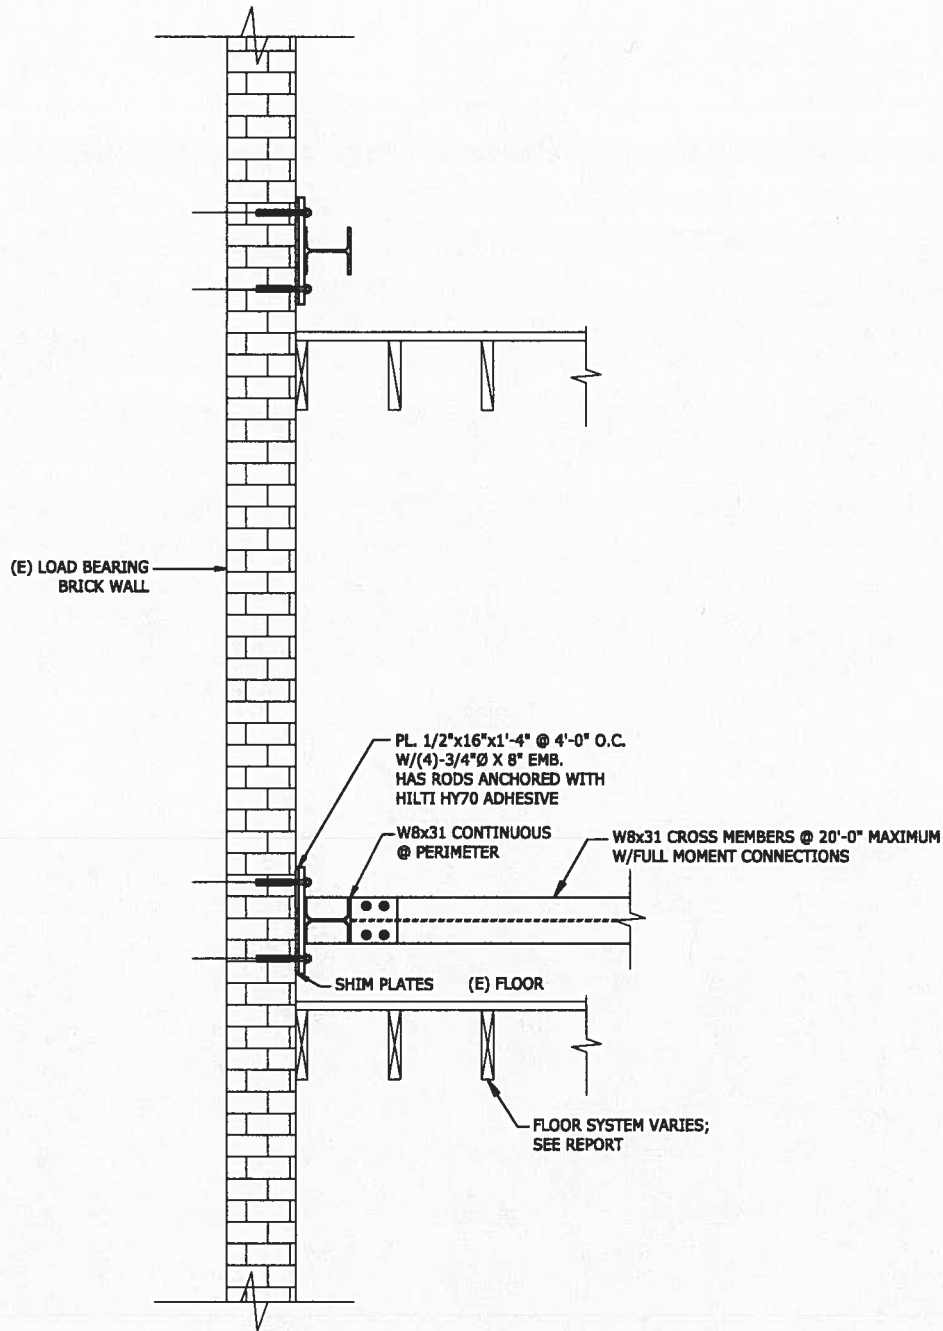 (E) LOAD BEARING
BRICK WALL
PL. 1/2"x16"x1'-4" @ 4'-0" O.C.
W/(4)-3/4"Ø X 8" EMB.
HAS RODS ANCHORED WITH
HILTI HY70 ADHESIVE
W8x31 CONTINUOUS
@ PERIMETER
W8x31 CROSS MEMBERS @ 20'-0" MAXIMUM
W/FULL MOMENT CONNECTIONS
SHIM PLATES
(E) FLOOR
FLOOR SYSTEM VARIES;
SEE REPORT